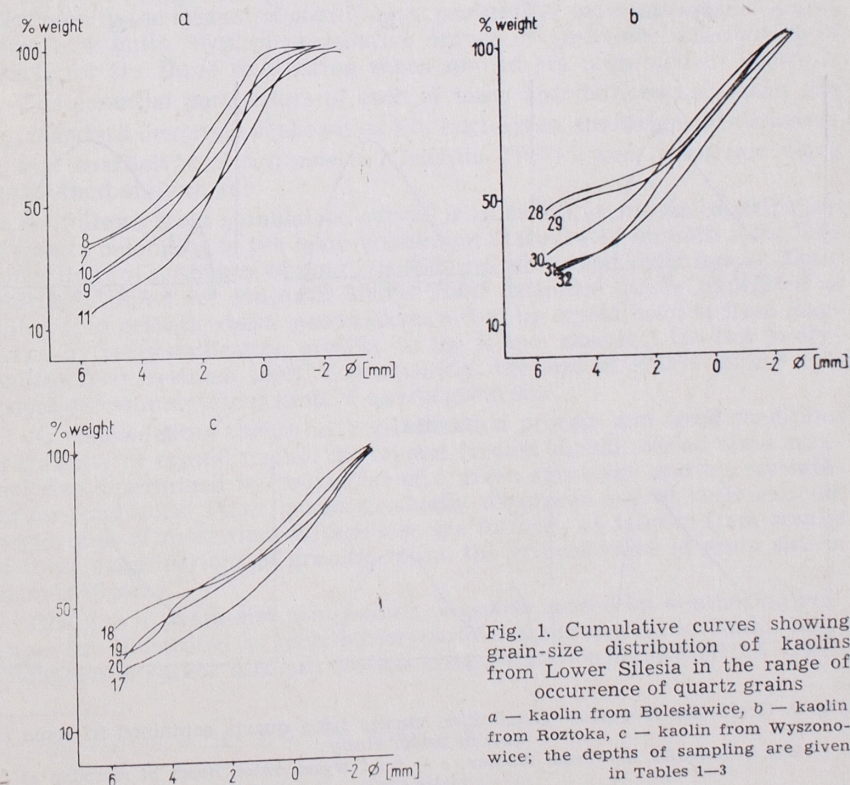 a
% weight
100
50
10
8
7
10
9
11
6 4 2 0 -2 Ø [mm]
b
% weight
100
50
10
28
29
30
31
32
6 4 2 0 -2 Ø [mm]
c
% weight
100
50
10
18
19
20
17
6 4 2 0 -2 Ø [mm]
Fig. 1. Cumulative curves showing
grain-size distribution of kaolins
from Lower Silesia in the range of
occurrence of quartz grains
a — kaolin from Bolesławice, b — kaolin
from Roztoka, c — kaolin from Wyszono-
wice; the depths of sampling are given
in Tables 1—3